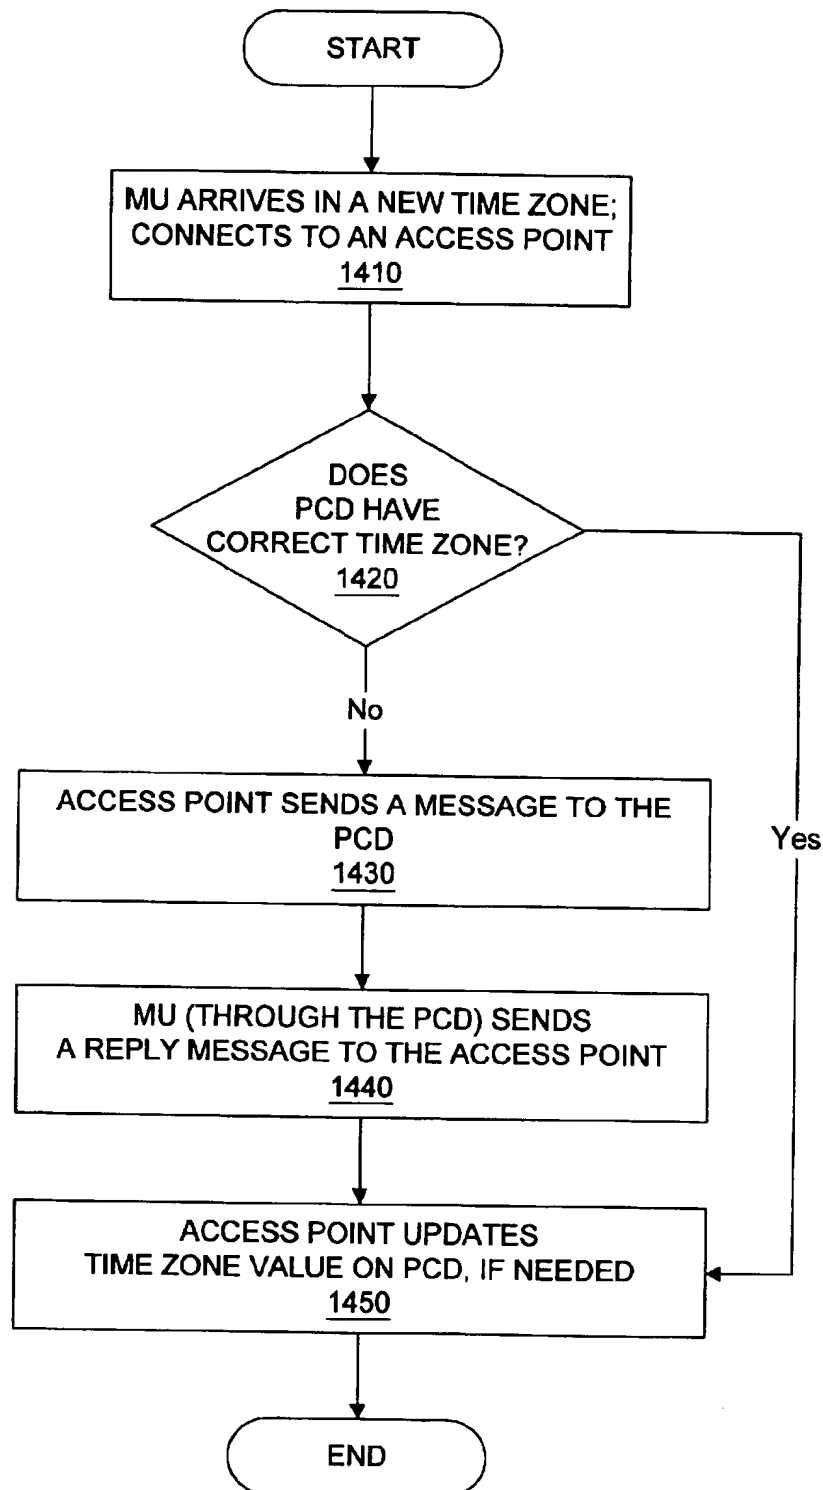 START
MU ARRIVES IN A NEW TIME ZONE;
CONNECTS TO AN ACCESS POINT
1410
DOES
PCD HAVE
CORRECT TIME ZONE?
1420
No
Yes
ACCESS POINT SENDS A MESSAGE TO THE
PCD
1430
MU (THROUGH THE PCD) SENDS
A REPLY MESSAGE TO THE ACCESS POINT
1440
ACCESS POINT UPDATES
TIME ZONE VALUE ON PCD, IF NEEDED
1450
END